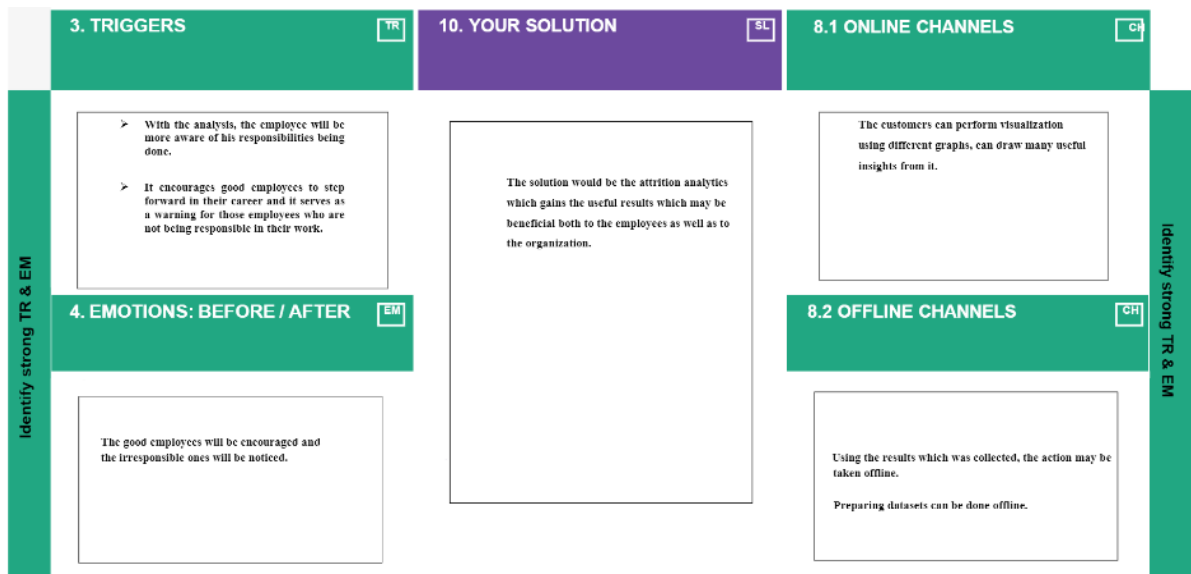 Identify strong TR & EM
3. TRIGGERS
TR
➢ With the analysis, the employee will be
more aware of his responsibilities being
done.
➢ It encourages good employees to step
forward in their career and it serves as
a warning for those employees who are
not being responsible in their work.
4. EMOTIONS: BEFORE / AFTER
EM
The good employees will be encouraged and
the irresponsible ones will be noticed.
10. YOUR SOLUTION
SL
The solution would be the attrition analytics
which gains the useful results which may be
beneficial both to the employees as well as to
the organization.
8.1 ONLINE CHANNELS
CH
The customers can perform visualization
using different graphs, can draw many useful
insights from it.
8.2 OFFLINE CHANNELS
CH
Using the results which was collected, the action may be
taken offline.
Preparing datasets can be done offline.
Identify strong TR & EM